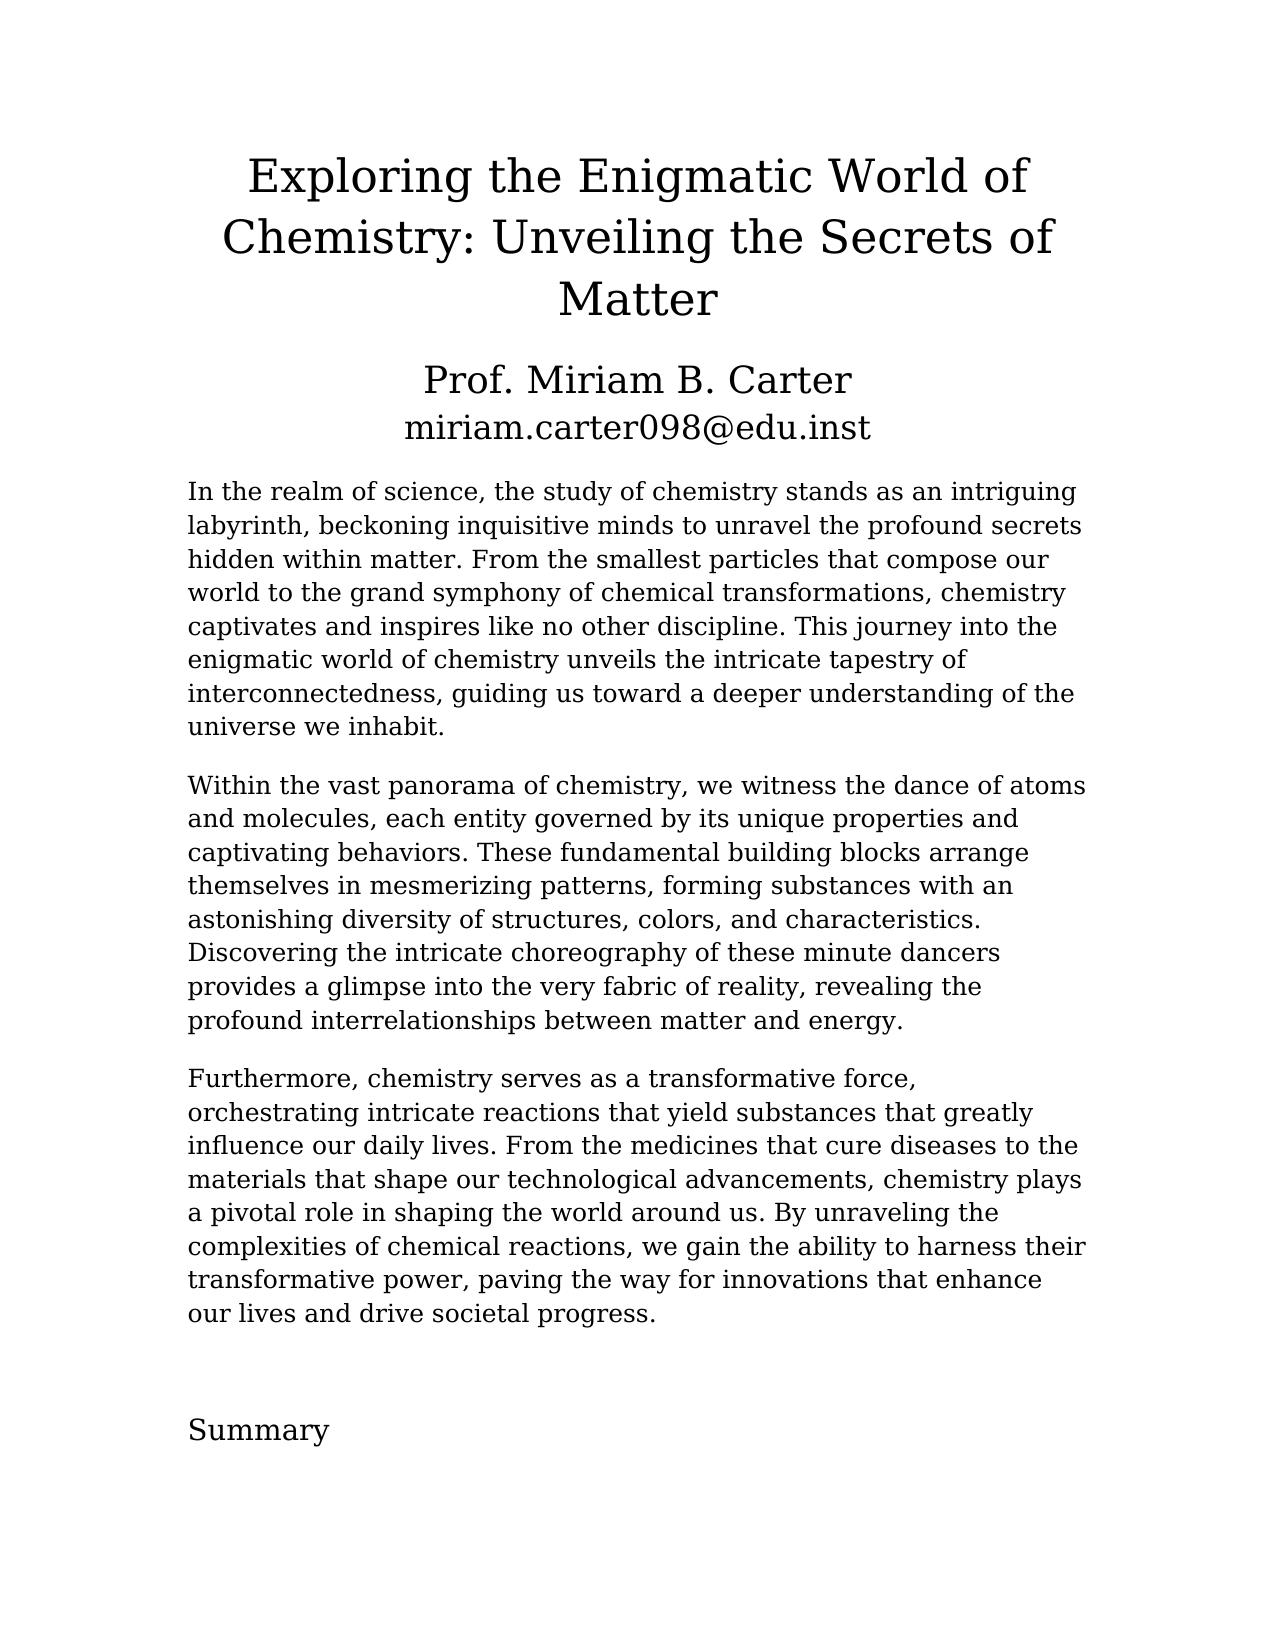 Exploring the Enigmatic World of
Chemistry: Unveiling the Secrets of
Matter
Prof. Miriam B. Carter
miriam.carter098@edu.inst
In the realm of science, the study of chemistry stands as an intriguing
labyrinth, beckoning inquisitive minds to unravel the profound secrets
hidden within matter. From the smallest particles that compose our
world to the grand symphony of chemical transformations, chemistry
captivates and inspires like no other discipline. This journey into the
enigmatic world of chemistry unveils the intricate tapestry of
interconnectedness, guiding us toward a deeper understanding of the
universe we inhabit.
Within the vast panorama of chemistry, we witness the dance of atoms
and molecules, each entity governed by its unique properties and
captivating behaviors. These fundamental building blocks arrange
themselves in mesmerizing patterns, forming substances with an
astonishing diversity of structures, colors, and characteristics.
Discovering the intricate choreography of these minute dancers
provides a glimpse into the very fabric of reality, revealing the
profound interrelationships between matter and energy.
Furthermore, chemistry serves as a transformative force,
orchestrating intricate reactions that yield substances that greatly
influence our daily lives. From the medicines that cure diseases to the
materials that shape our technological advancements, chemistry plays
a pivotal role in shaping the world around us. By unraveling the
complexities of chemical reactions, we gain the ability to harness their
transformative power, paving the way for innovations that enhance
our lives and drive societal progress.
Summary